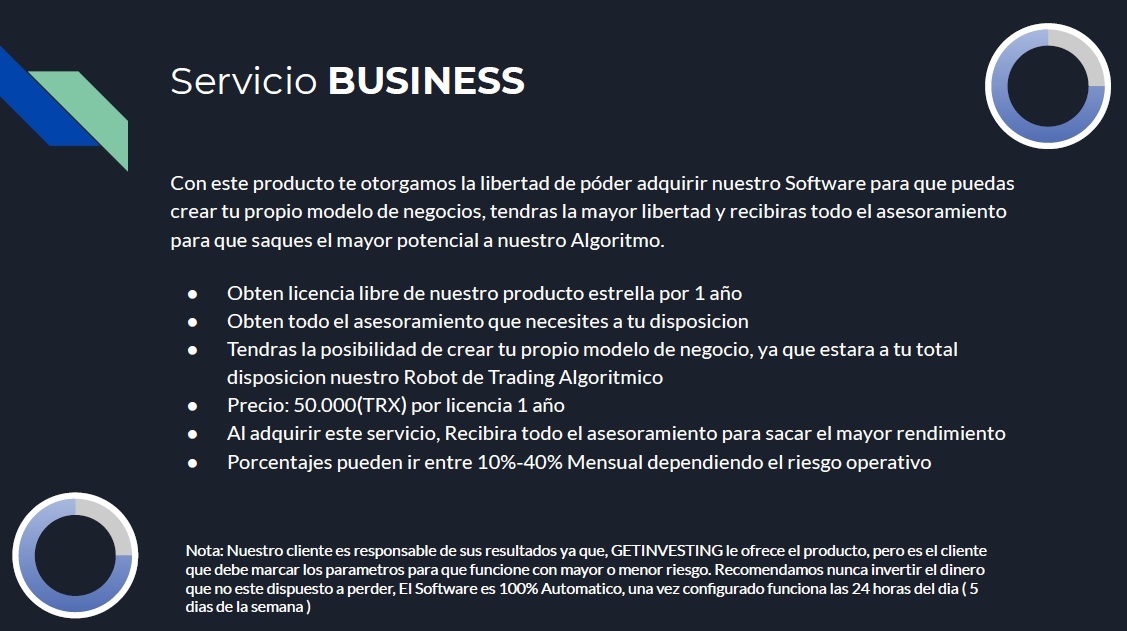 Servicio BUSINESS
Con este producto te otorgamos la libertad de póder adquirir nuestro Software para que puedas
crear tu propio modelo de negocios, tendras la mayor libertad y recibiras todo el asesoramiento
para que saques el mayor potencial a nuestro Algoritmo.
● Obten licencia libre de nuestro producto estrella por 1 año
● Obten todo el asesoramiento que necesites a tu disposicion
● Tendras la posibilidad de crear tu propio modelo de negocio, ya que estara a tu total
disposicion nuestro Robot de Trading Algoritmico
● Precio: 50.000(TRX) por licencia 1 año
● Al adquirir este servicio, Recibira todo el asesoramiento para sacar el mayor rendimiento
● Porcentajes pueden ir entre 10%-40% Mensual dependiendo el riesgo operativo
Nota: Nuestro cliente es responsable de sus resultados ya que, GETINVESTING le ofrece el producto, pero es el cliente
que debe marcar los parametros para que funcione con mayor o menor riesgo. Recomendamos nunca invertir el dinero
que no este dispuesto a perder, El Software es 100% Automatico, una vez configurado funciona las 24 horas del dia ( 5
dias de la semana )